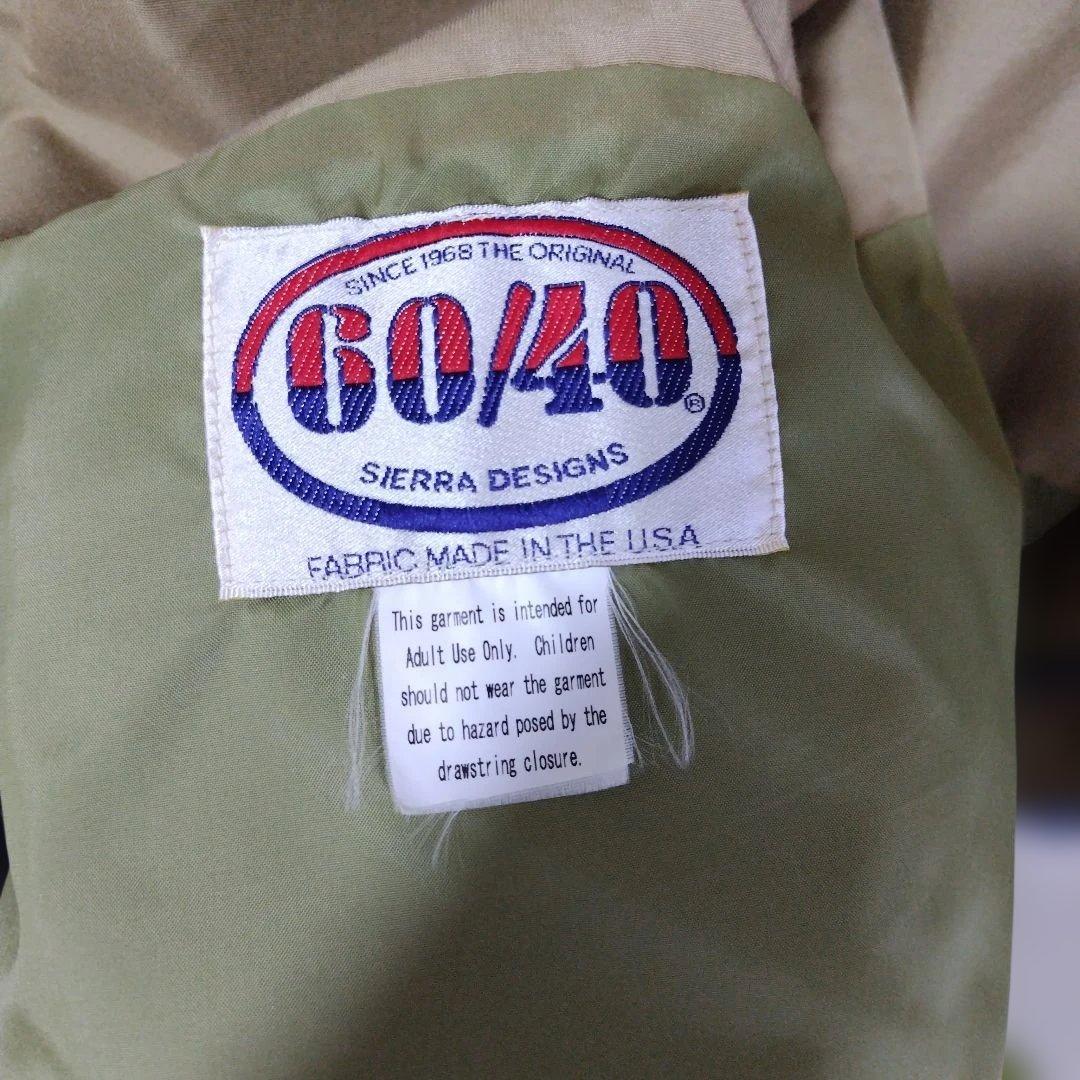 SINCE 1968 THE ORIGINAL
60/40®
SIERRA DESIGNS
FABRIC MADE IN THE U.S.A
This garment is intended for
Adult Use Only. Children
should not wear the garment
due to hazard posed by the
drawstring closure.